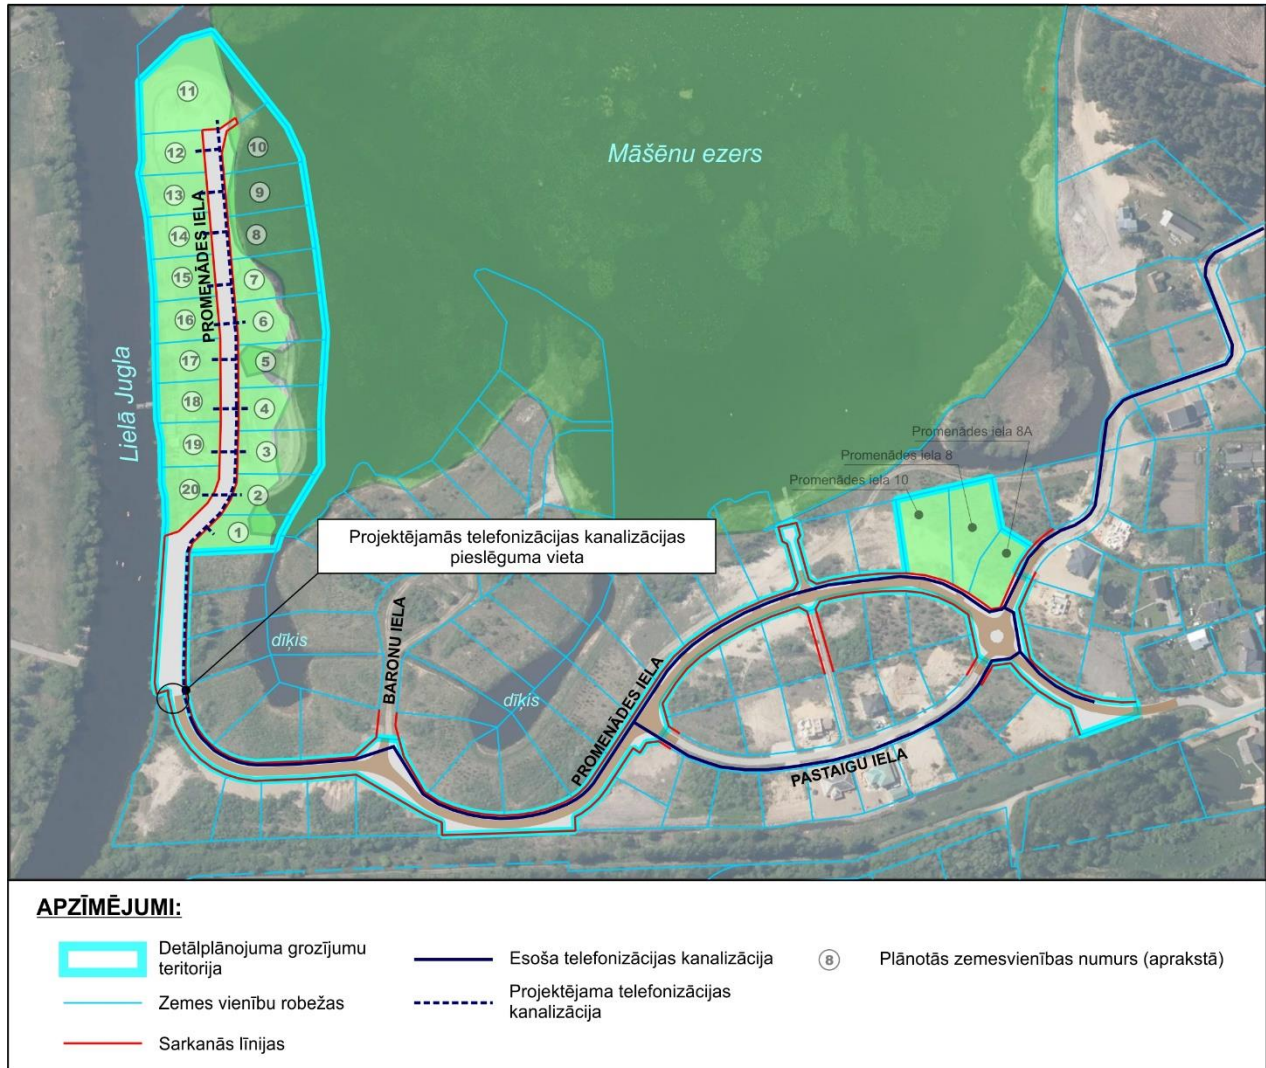 11
Māšēnu ezers
12
10
13
9
14
8
15
7
16
6
17
5
18
4
19
3
20
2
1
PROMENĀDES IELA
Lielā Jugla
Promenādes iela 8A
Promenādes iela 8
Promenādes iela 10
Projektējamās telefonizācijas kanalizācijas
pieslēguma vieta
dīķis
BARONU IELA
dīķis
PROMENĀDES IELA
PASTAIGU IELA
APZĪMĒJUMI:
Detālplānojuma grozījumu
teritorija
Zemes vienību robežas
Sarkanās līnijas
Esoša telefonizācijas kanalizācija
Projektējama telefonizācijas
kanalizācija
8
Plānotās zemesvienības numurs (aprakstā)